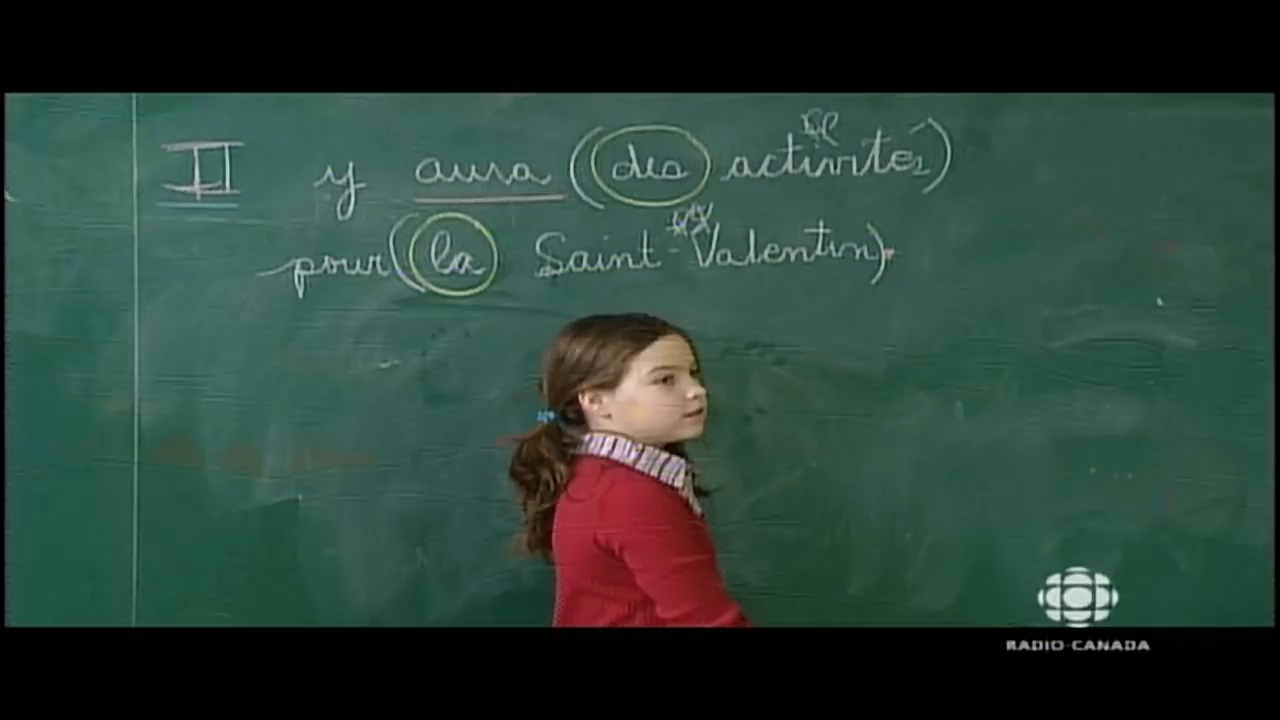 Il y aura (des activités)
pour (la Saint-Valentin).
RADIO-CANADA